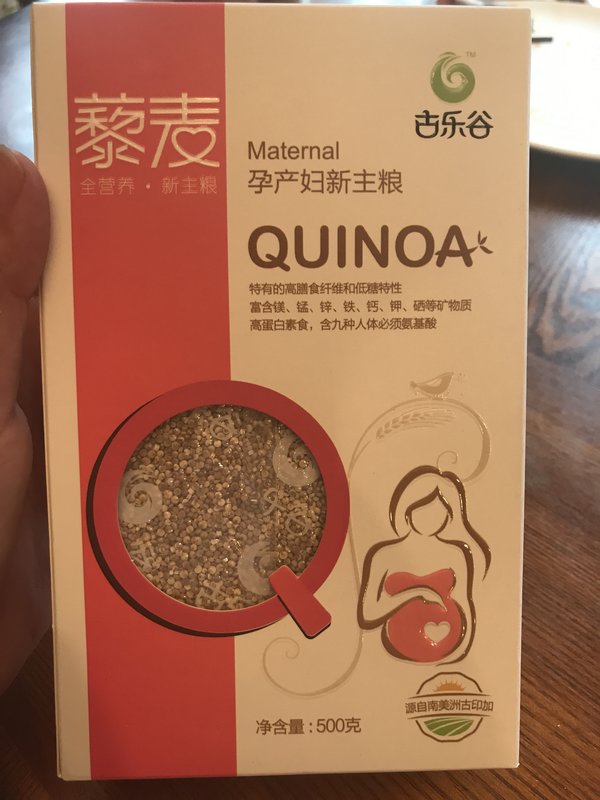 藜麦
全营养·新主粮
TM
古乐谷
Maternal
孕产妇新主粮
QUINOA
特有的高膳食纤维和低糖特性
富含镁、锰、锌、铁、钙、钾、硒等矿物质
高蛋白素食，含九种人体必须氨基酸
源自南美洲古印加
净含量：500克